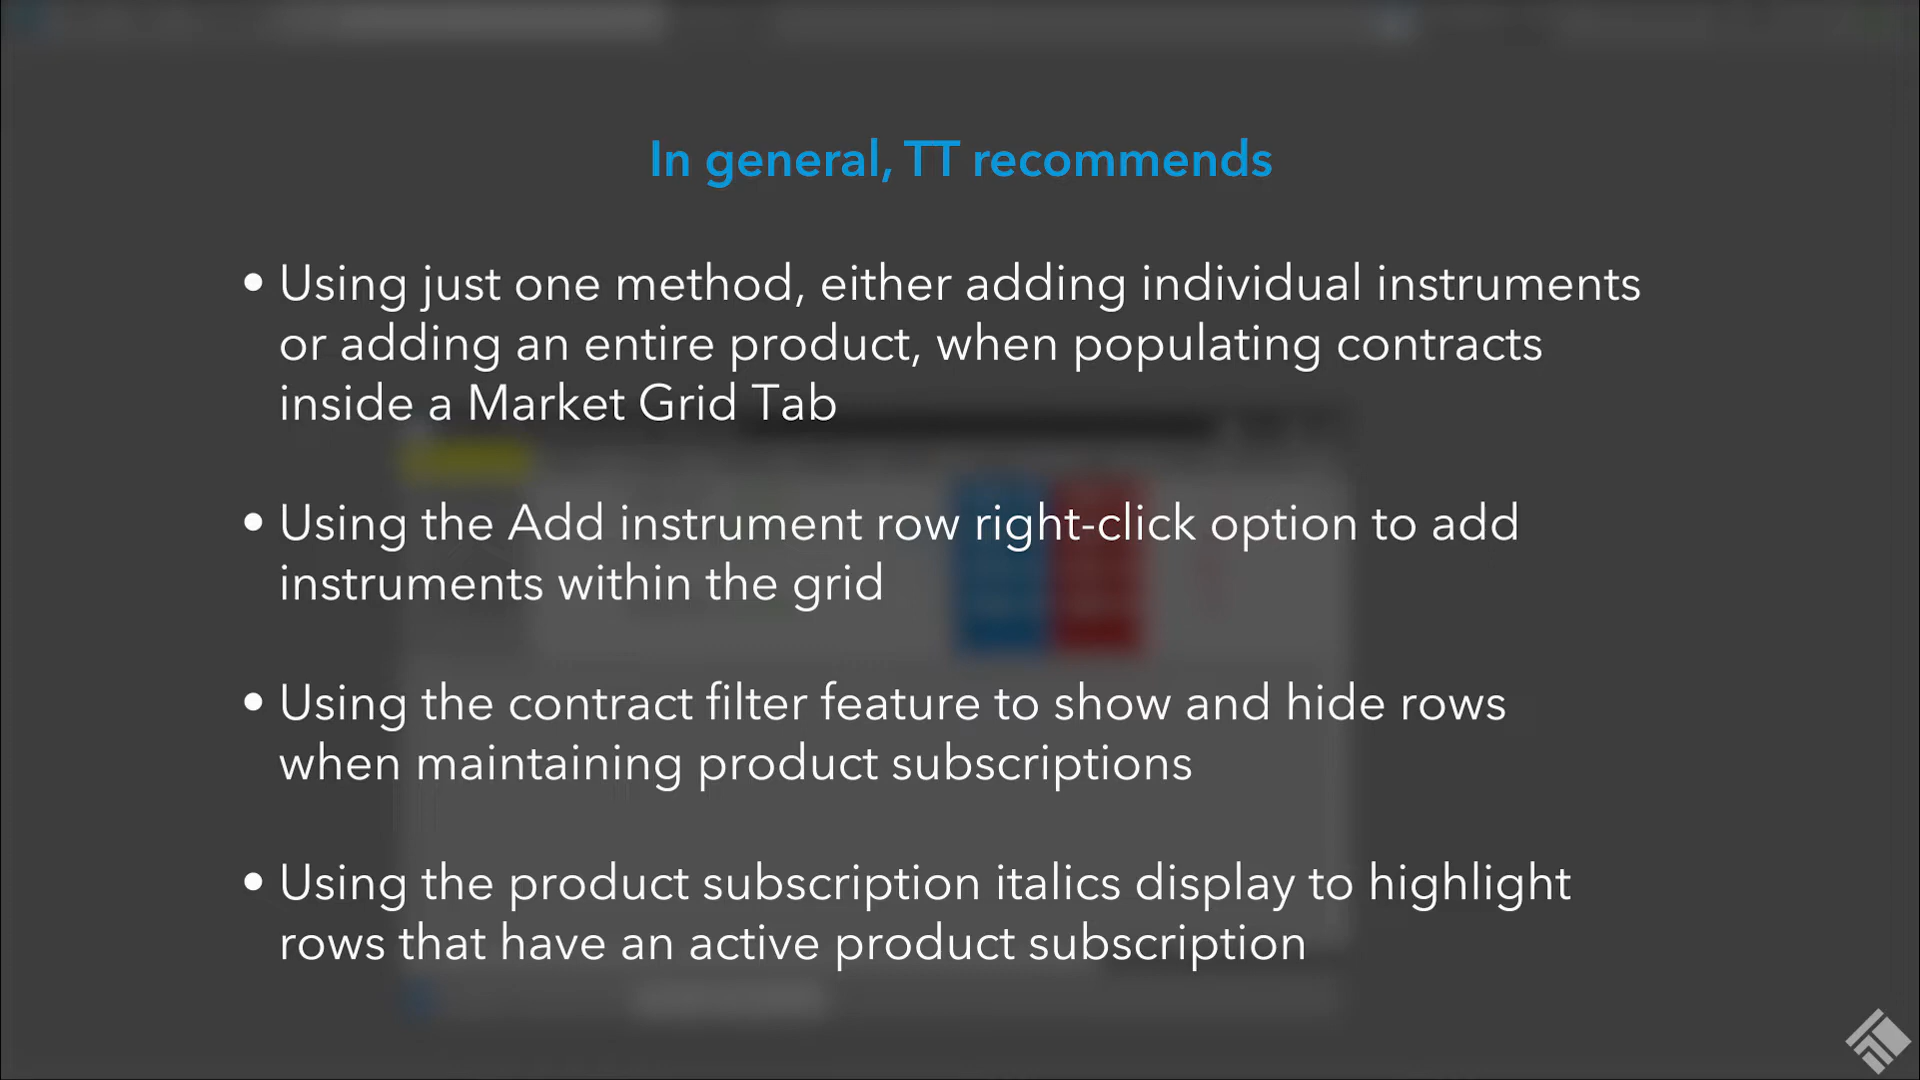 In general, TT recommends
• Using just one method, either adding individual instruments
or adding an entire product, when populating contracts
inside a Market Grid Tab
• Using the Add instrument row right-click option to add
instruments within the grid
• Using the contract filter feature to show and hide rows
when maintaining product subscriptions
• Using the product subscription italics display to highlight
rows that have an active product subscription